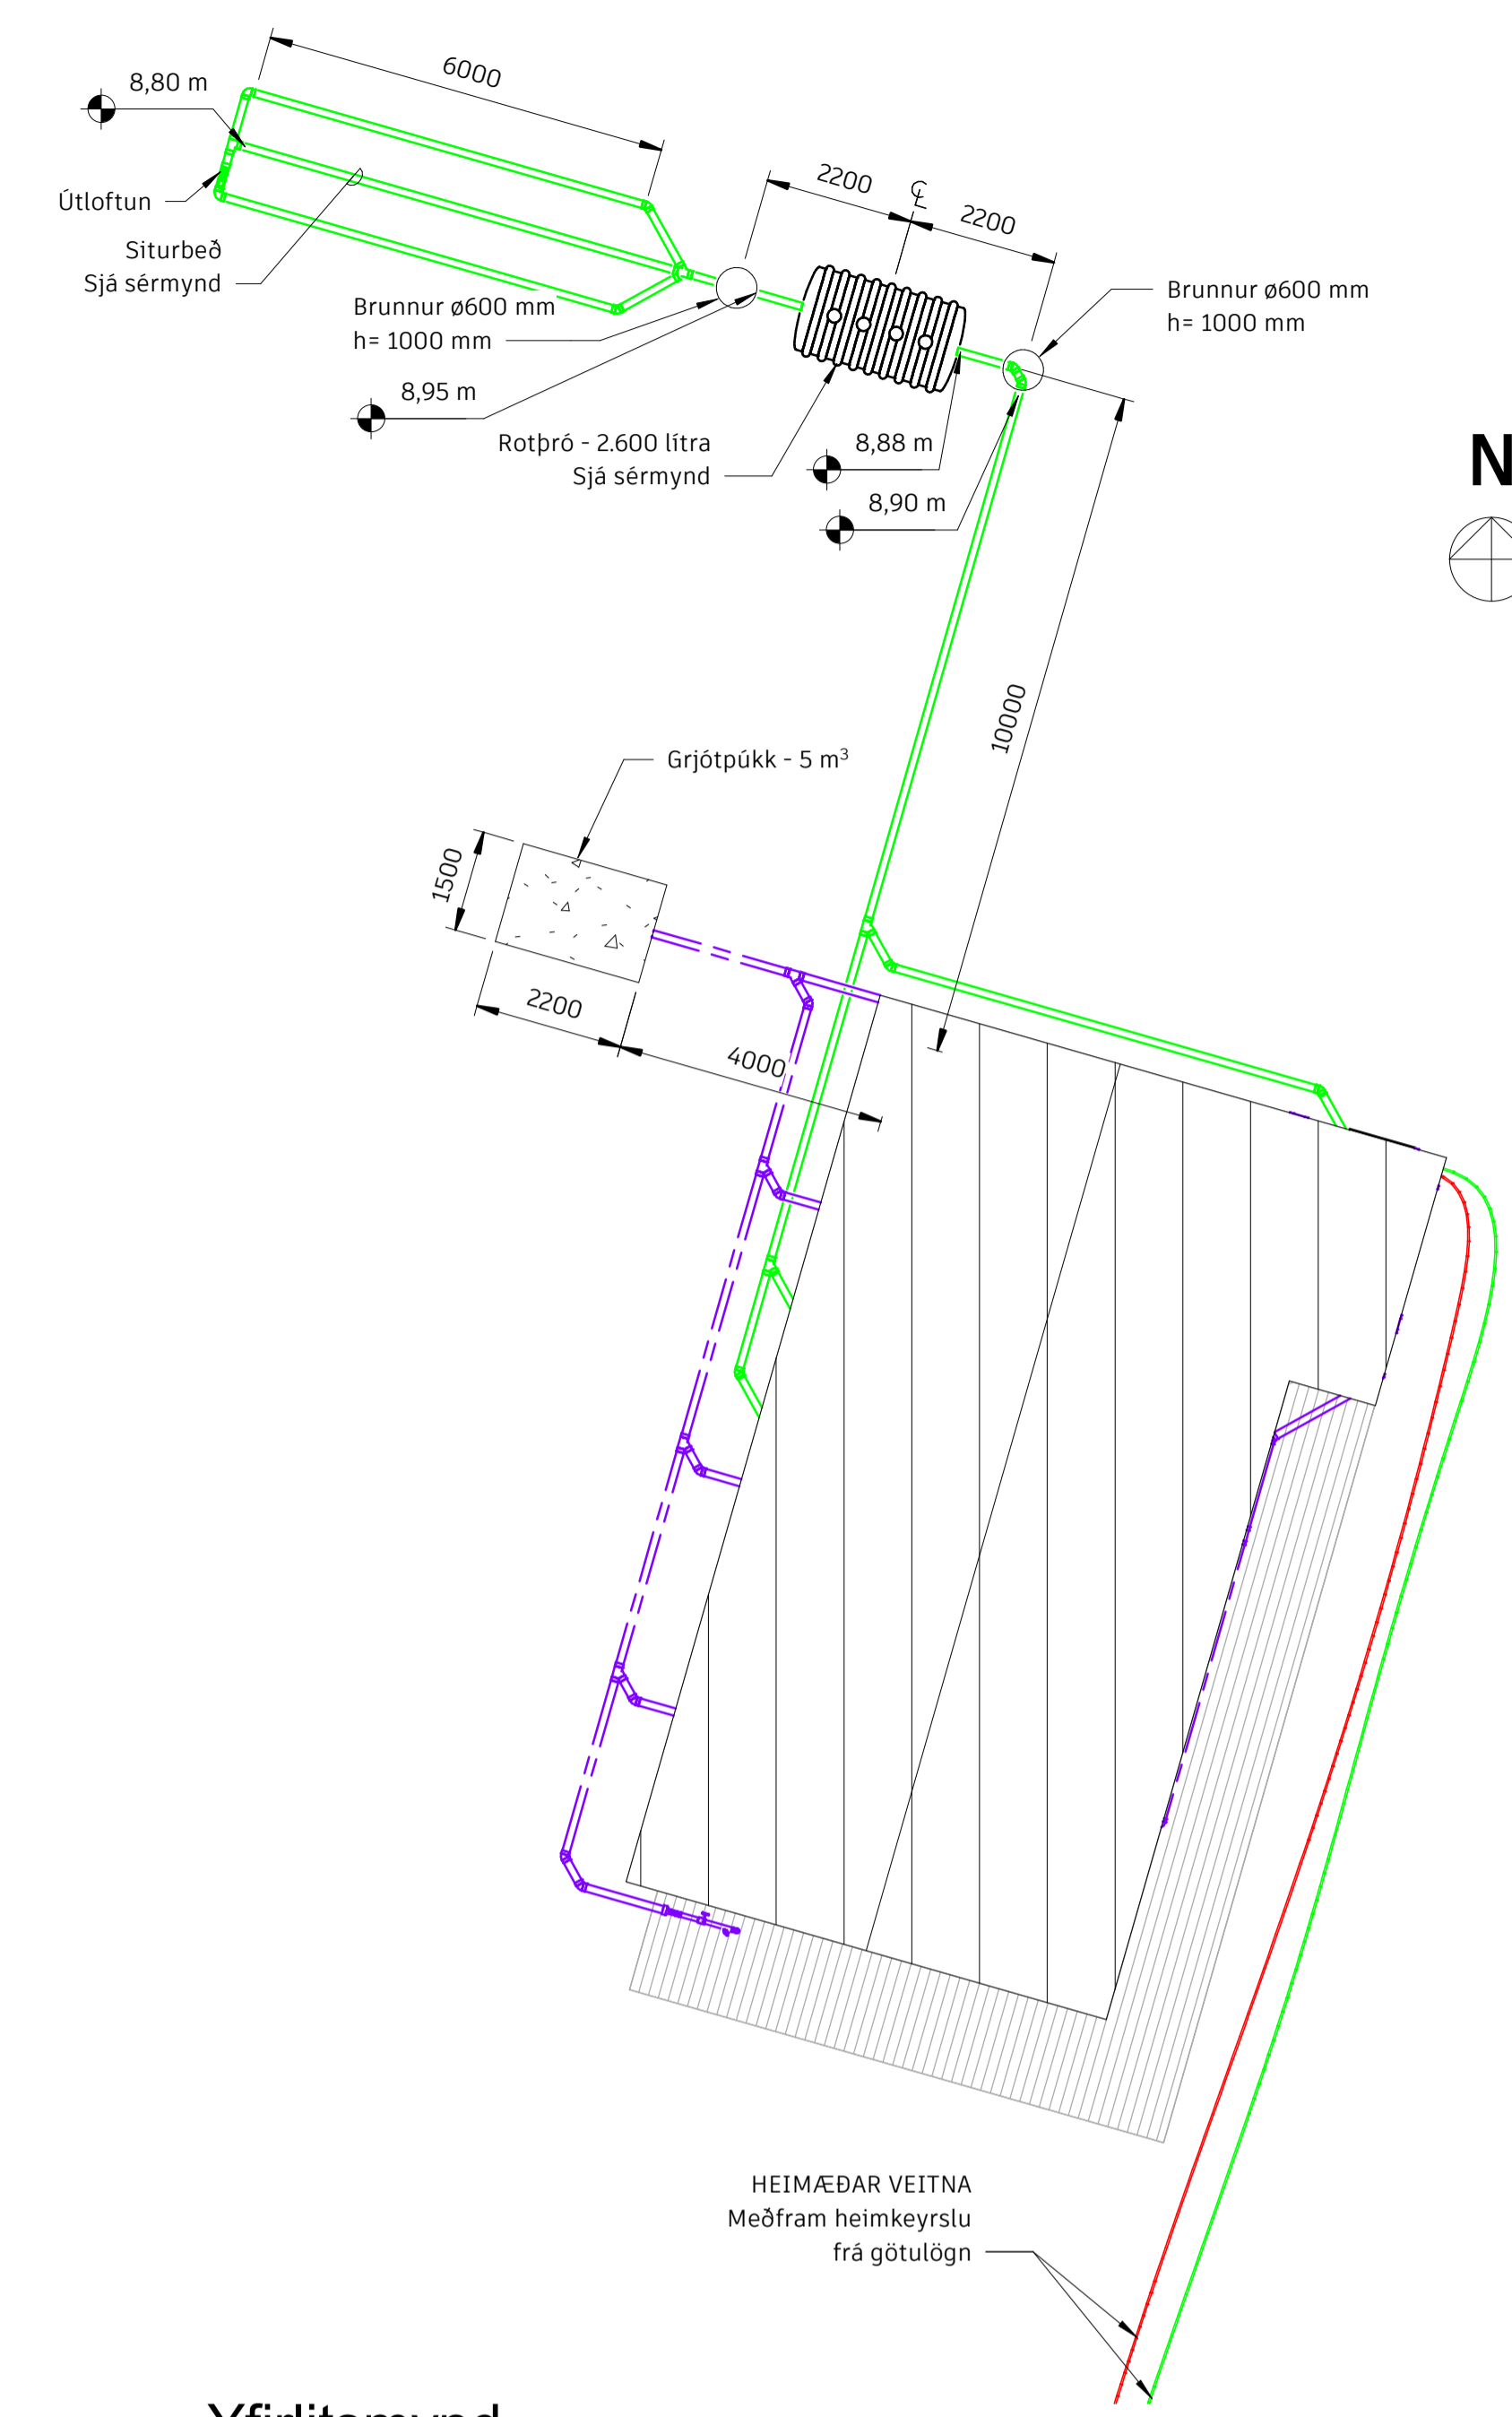 6000
8,80 m
Útloftun
Siturbeð
Sjá sérmynd
2200
℄
2200
Brunnur ø600 mm
h= 1000 mm
Brunnur ø600 mm
h= 1000 mm
8,95 m
Rotþró - 2.600 lítra
Sjá sérmynd
8,88 m
8,90 m
N
10000
Grjótpúkk - 5 m³
1500
2200
4000
HEIMÆÐAR VEITNA
Meðfram heimkeyrslu
frá götulögn
Yfirlitsmynd